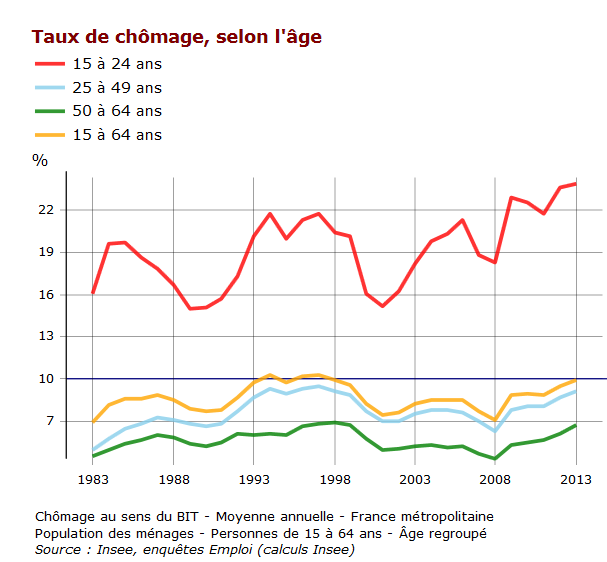 Taux de chômage, selon l'âge
15 à 24 ans
25 à 49 ans
50 à 64 ans
15 à 64 ans
%
22
19
16
13
10
7
1983 1988 1993 1998 2003 2008 2013
Chômage au sens du BIT - Moyenne annuelle - France métropolitaine
Population des ménages - Personnes de 15 à 64 ans - Âge regroupé
Source : Insee, enquêtes Emploi (calculs Insee)